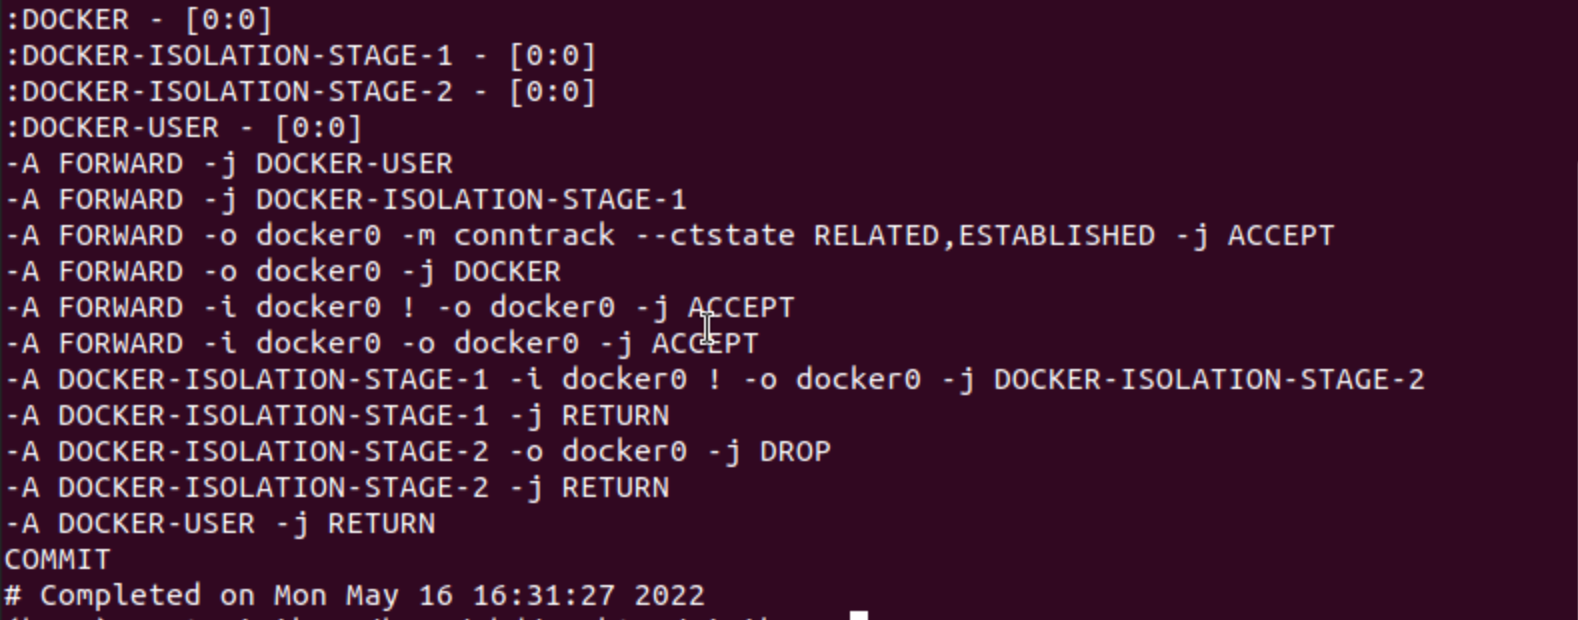 :DOCKER - [0:0]
:DOCKER-ISOLATION-STAGE-1 - [0:0]
:DOCKER-ISOLATION-STAGE-2 - [0:0]
:DOCKER-USER - [0:0]
-A FORWARD -j DOCKER-USER
-A FORWARD -j DOCKER-ISOLATION-STAGE-1
-A FORWARD -o docker0 -m conntrack --ctstate RELATED,ESTABLISHED -j ACCEPT
-A FORWARD -o docker0 -j DOCKER
-A FORWARD -i docker0 ! -o docker0 -j ACCEPT
-A FORWARD -i docker0 -o docker0 -j ACCEPT
-A DOCKER-ISOLATION-STAGE-1 -i docker0 ! -o docker0 -j DOCKER-ISOLATION-STAGE-2
-A DOCKER-ISOLATION-STAGE-1 -j RETURN
-A DOCKER-ISOLATION-STAGE-2 -o docker0 -j DROP
-A DOCKER-ISOLATION-STAGE-2 -j RETURN
-A DOCKER-USER -j RETURN
COMMIT
# Completed on Mon May 16 16:31:27 2022